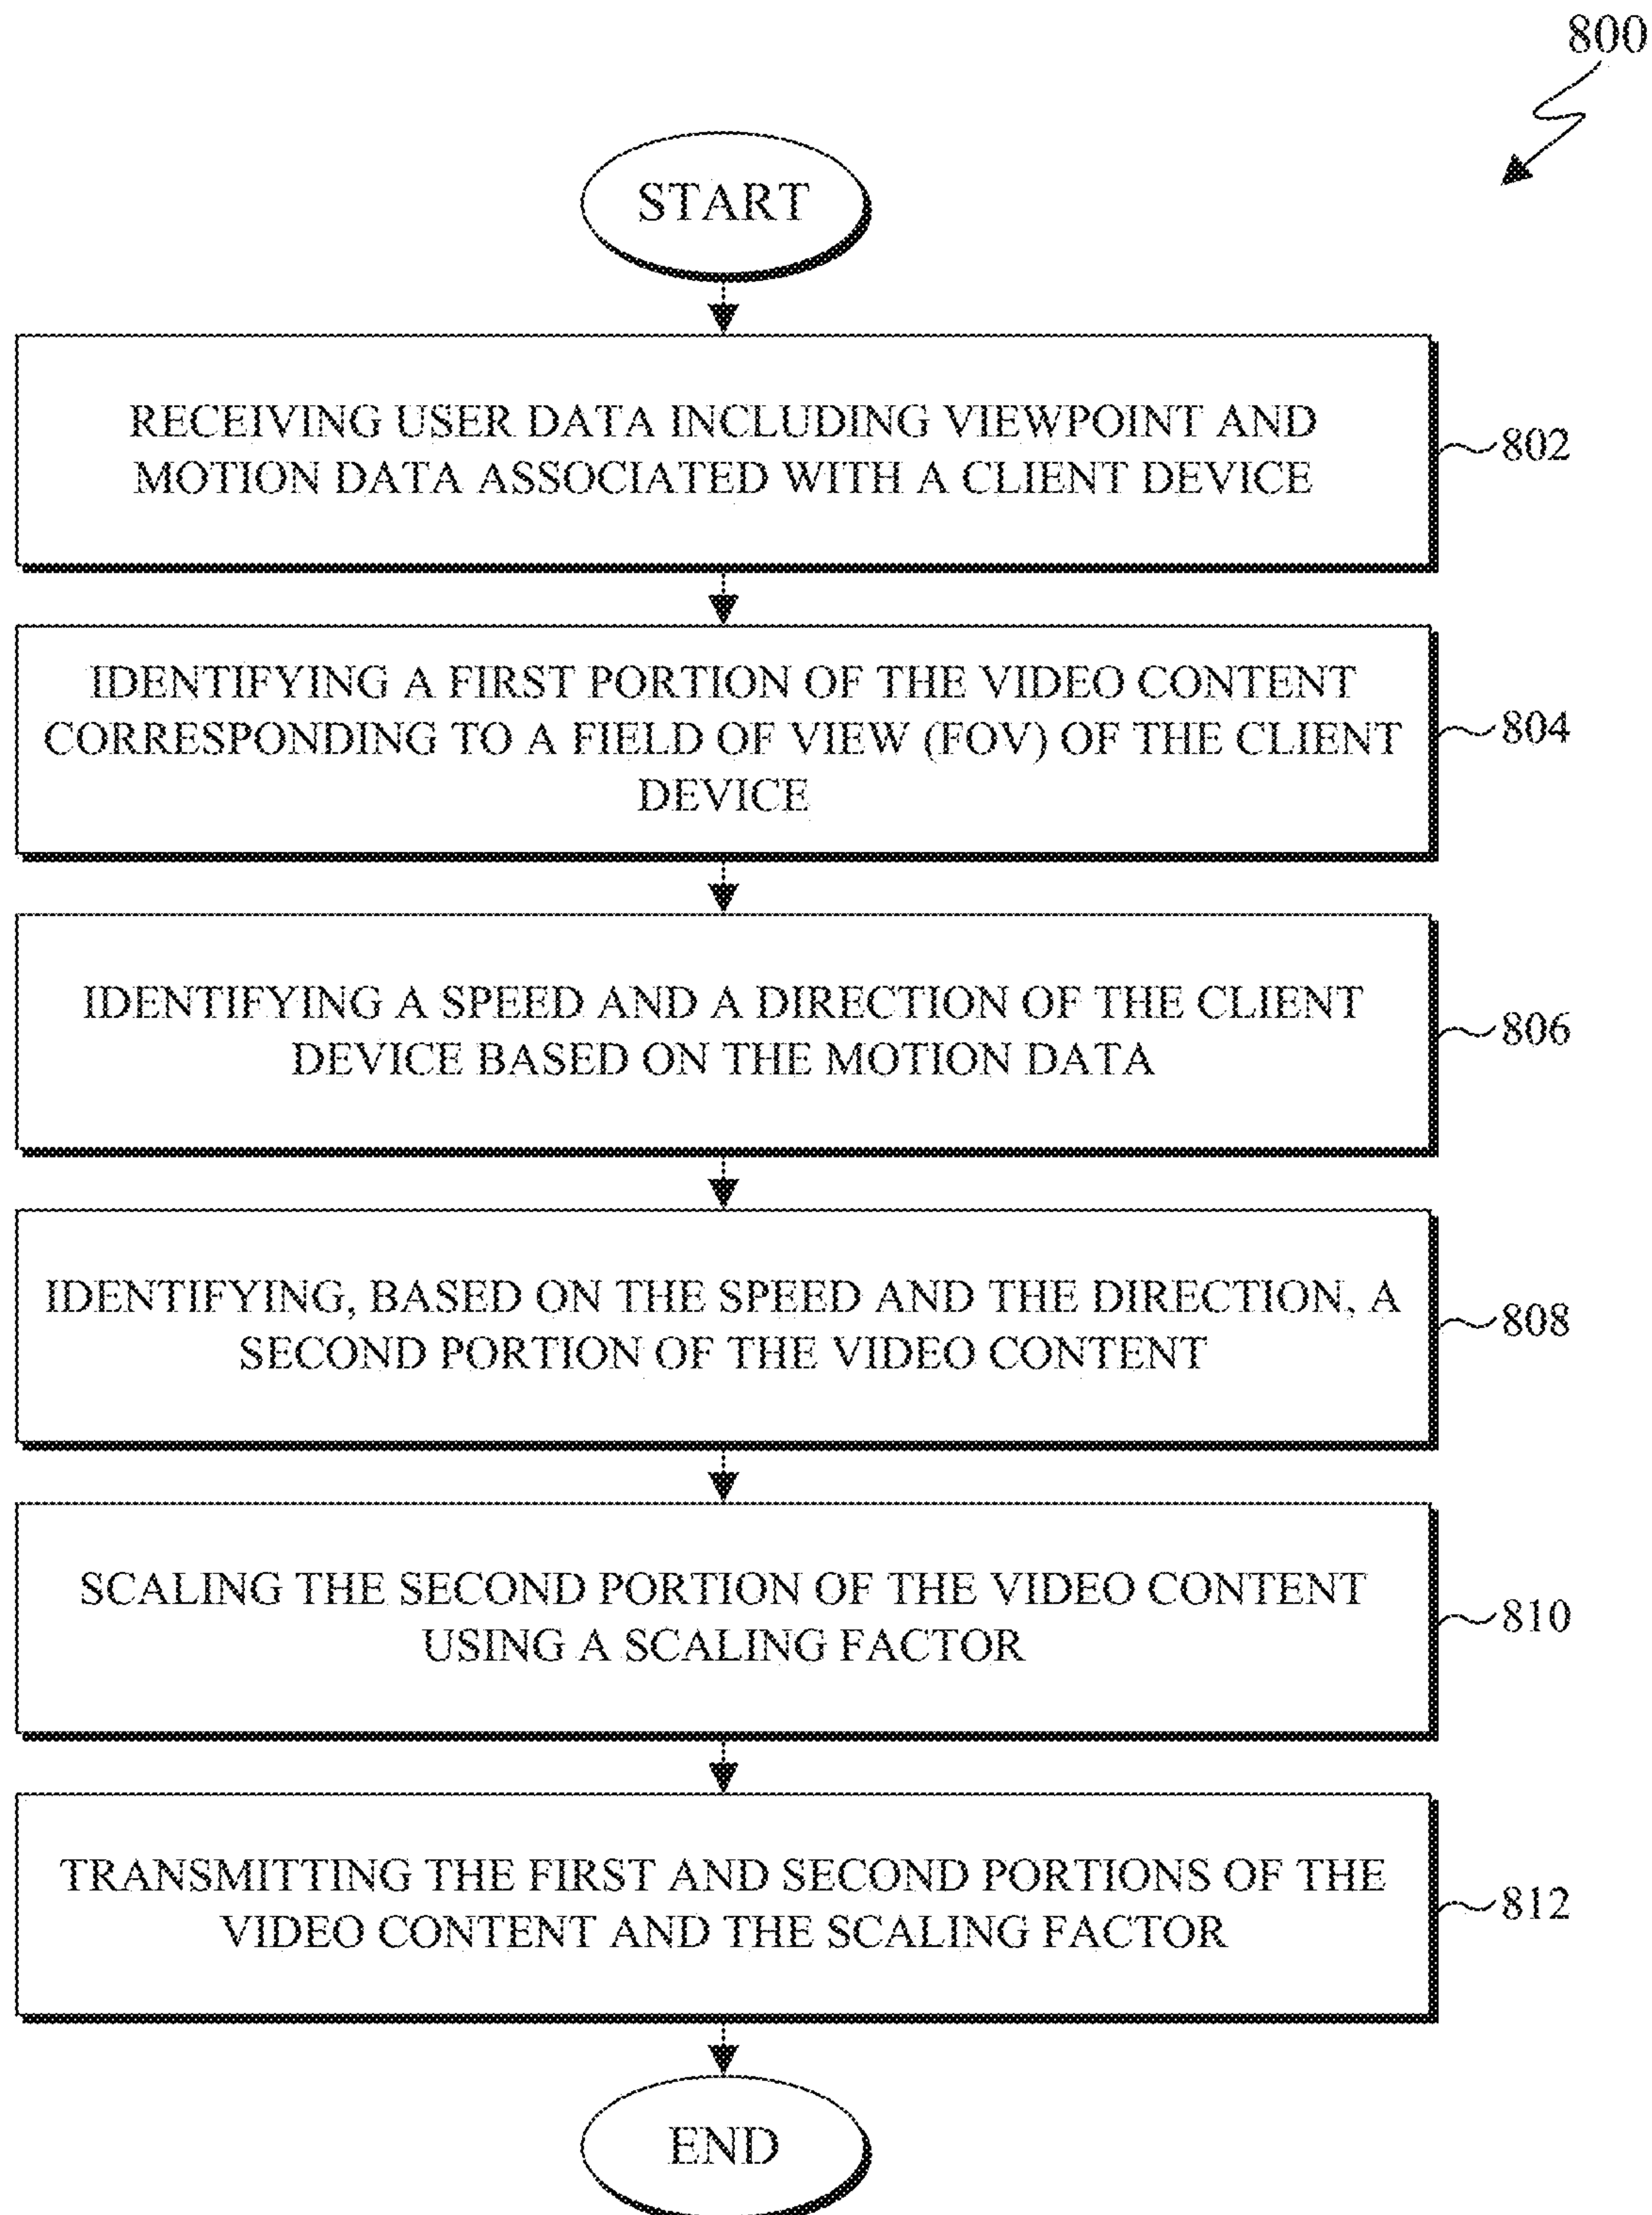 800
START
RECEIVING USER DATA INCLUDING VIEWPOINT AND
MOTION DATA ASSOCIATED WITH A CLIENT DEVICE
802
IDENTIFYING A FIRST PORTION OF THE VIDEO CONTENT
CORRESPONDING TO A FIELD OF VIEW (FOV) OF THE CLIENT
DEVICE
804
IDENTIFYING A SPEED AND A DIRECTION OF THE CLIENT
DEVICE BASED ON THE MOTION DATA
806
IDENTIFYING, BASED ON THE SPEED AND THE DIRECTION, A
SECOND PORTION OF THE VIDEO CONTENT
808
SCALING THE SECOND PORTION OF THE VIDEO CONTENT
USING A SCALING FACTOR
810
TRANSMITTING THE FIRST AND SECOND PORTIONS OF THE
VIDEO CONTENT AND THE SCALING FACTOR
812
END